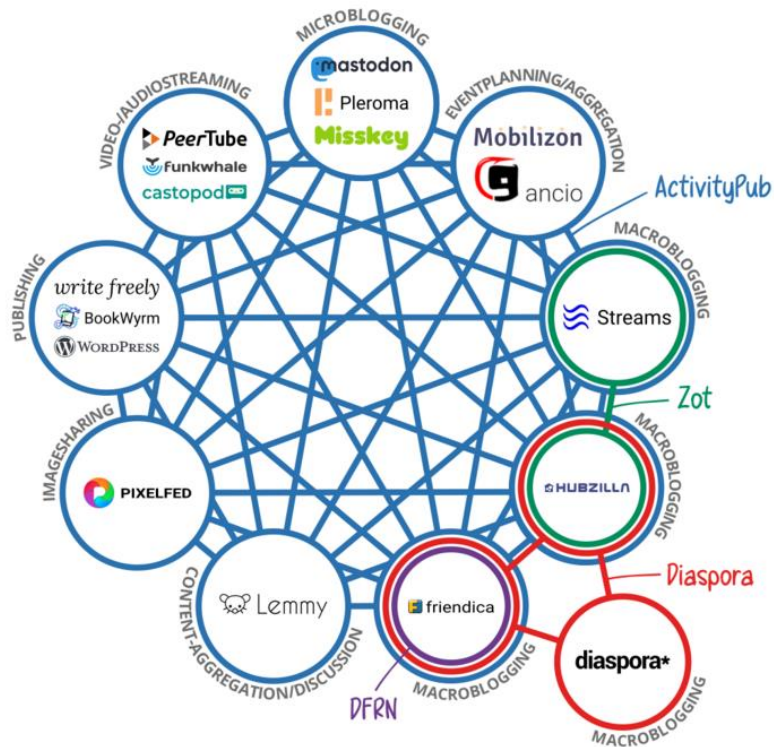 MICROBLOGGING
mastodon
Pleroma
Misskey
EVENTPLANNING/AGGREGATION
Mobilizon
gancio
ActivityPub
MACROBLOGGING
Streams
Zot
MACROBLOGGING
HUBZILLA
Diaspora
diaspora*
MACROBLOGGING
friendica
MACROBLOGGING
DFRN
Lemmy
CONTENT-AGGREGATION/DISCUSSION
PIXELFED
IMAGESHARING
write freely
BookWyrm
WORDPRESS
PUBLISHING
PeerTube
Funkwhale
castopod
VIDEO-/AUDIOSTREAMING